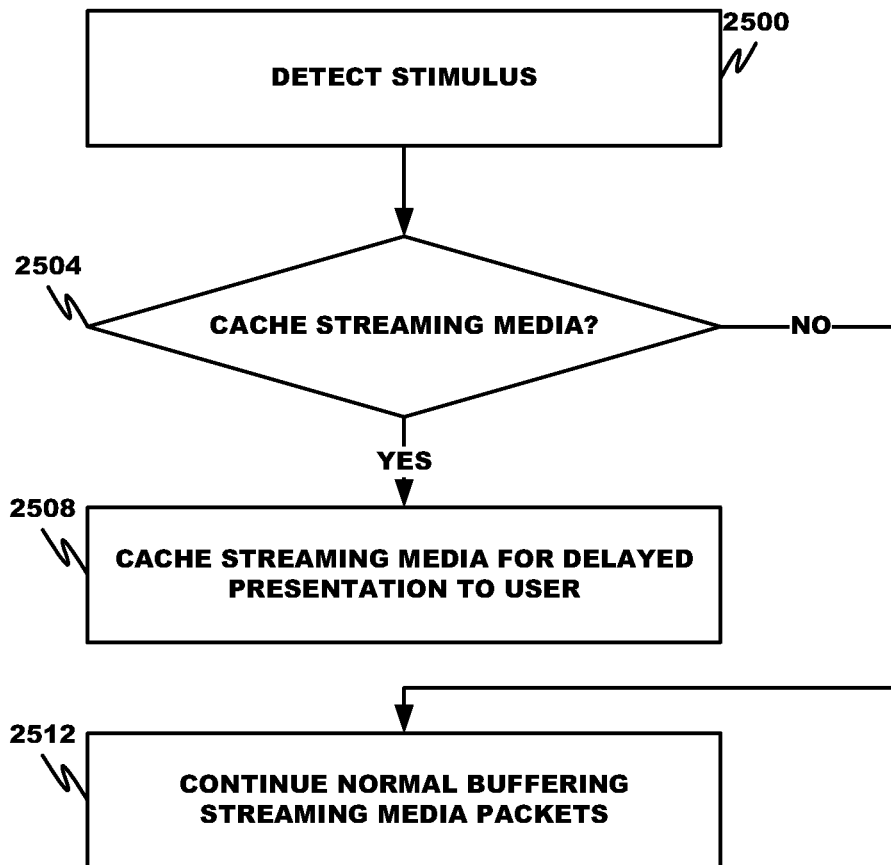 2500
DETECT STIMULUS
2504
CACHE STREAMING MEDIA?
NO
YES
2508
CACHE STREAMING MEDIA FOR DELAYED
PRESENTATION TO USER
2512
CONTINUE NORMAL BUFFERING
STREAMING MEDIA PACKETS